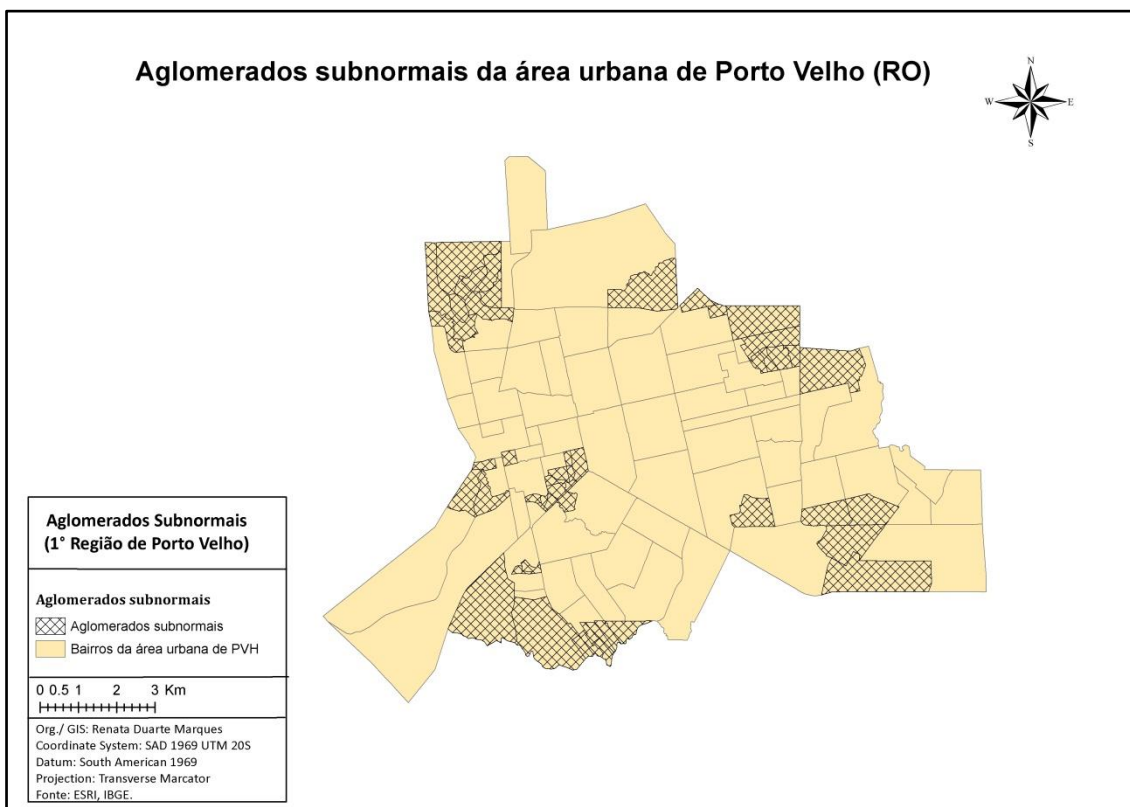 Aglomerados subnormais da área urbana de Porto Velho (RO)
N
W
E
S
Aglomerados Subnormais
(1° Região de Porto Velho)
Aglomerados subnormais
Aglomerados subnormais
Bairros da área urbana de PVH
0 0.5 1 2 3 Km
Org./ GIS: Renata Duarte Marques
Coordinate System: SAD 1969 UTM 20S
Datum: South American 1969
Projection: Transverse Marcator
Fonte: ESRI, IBGE.